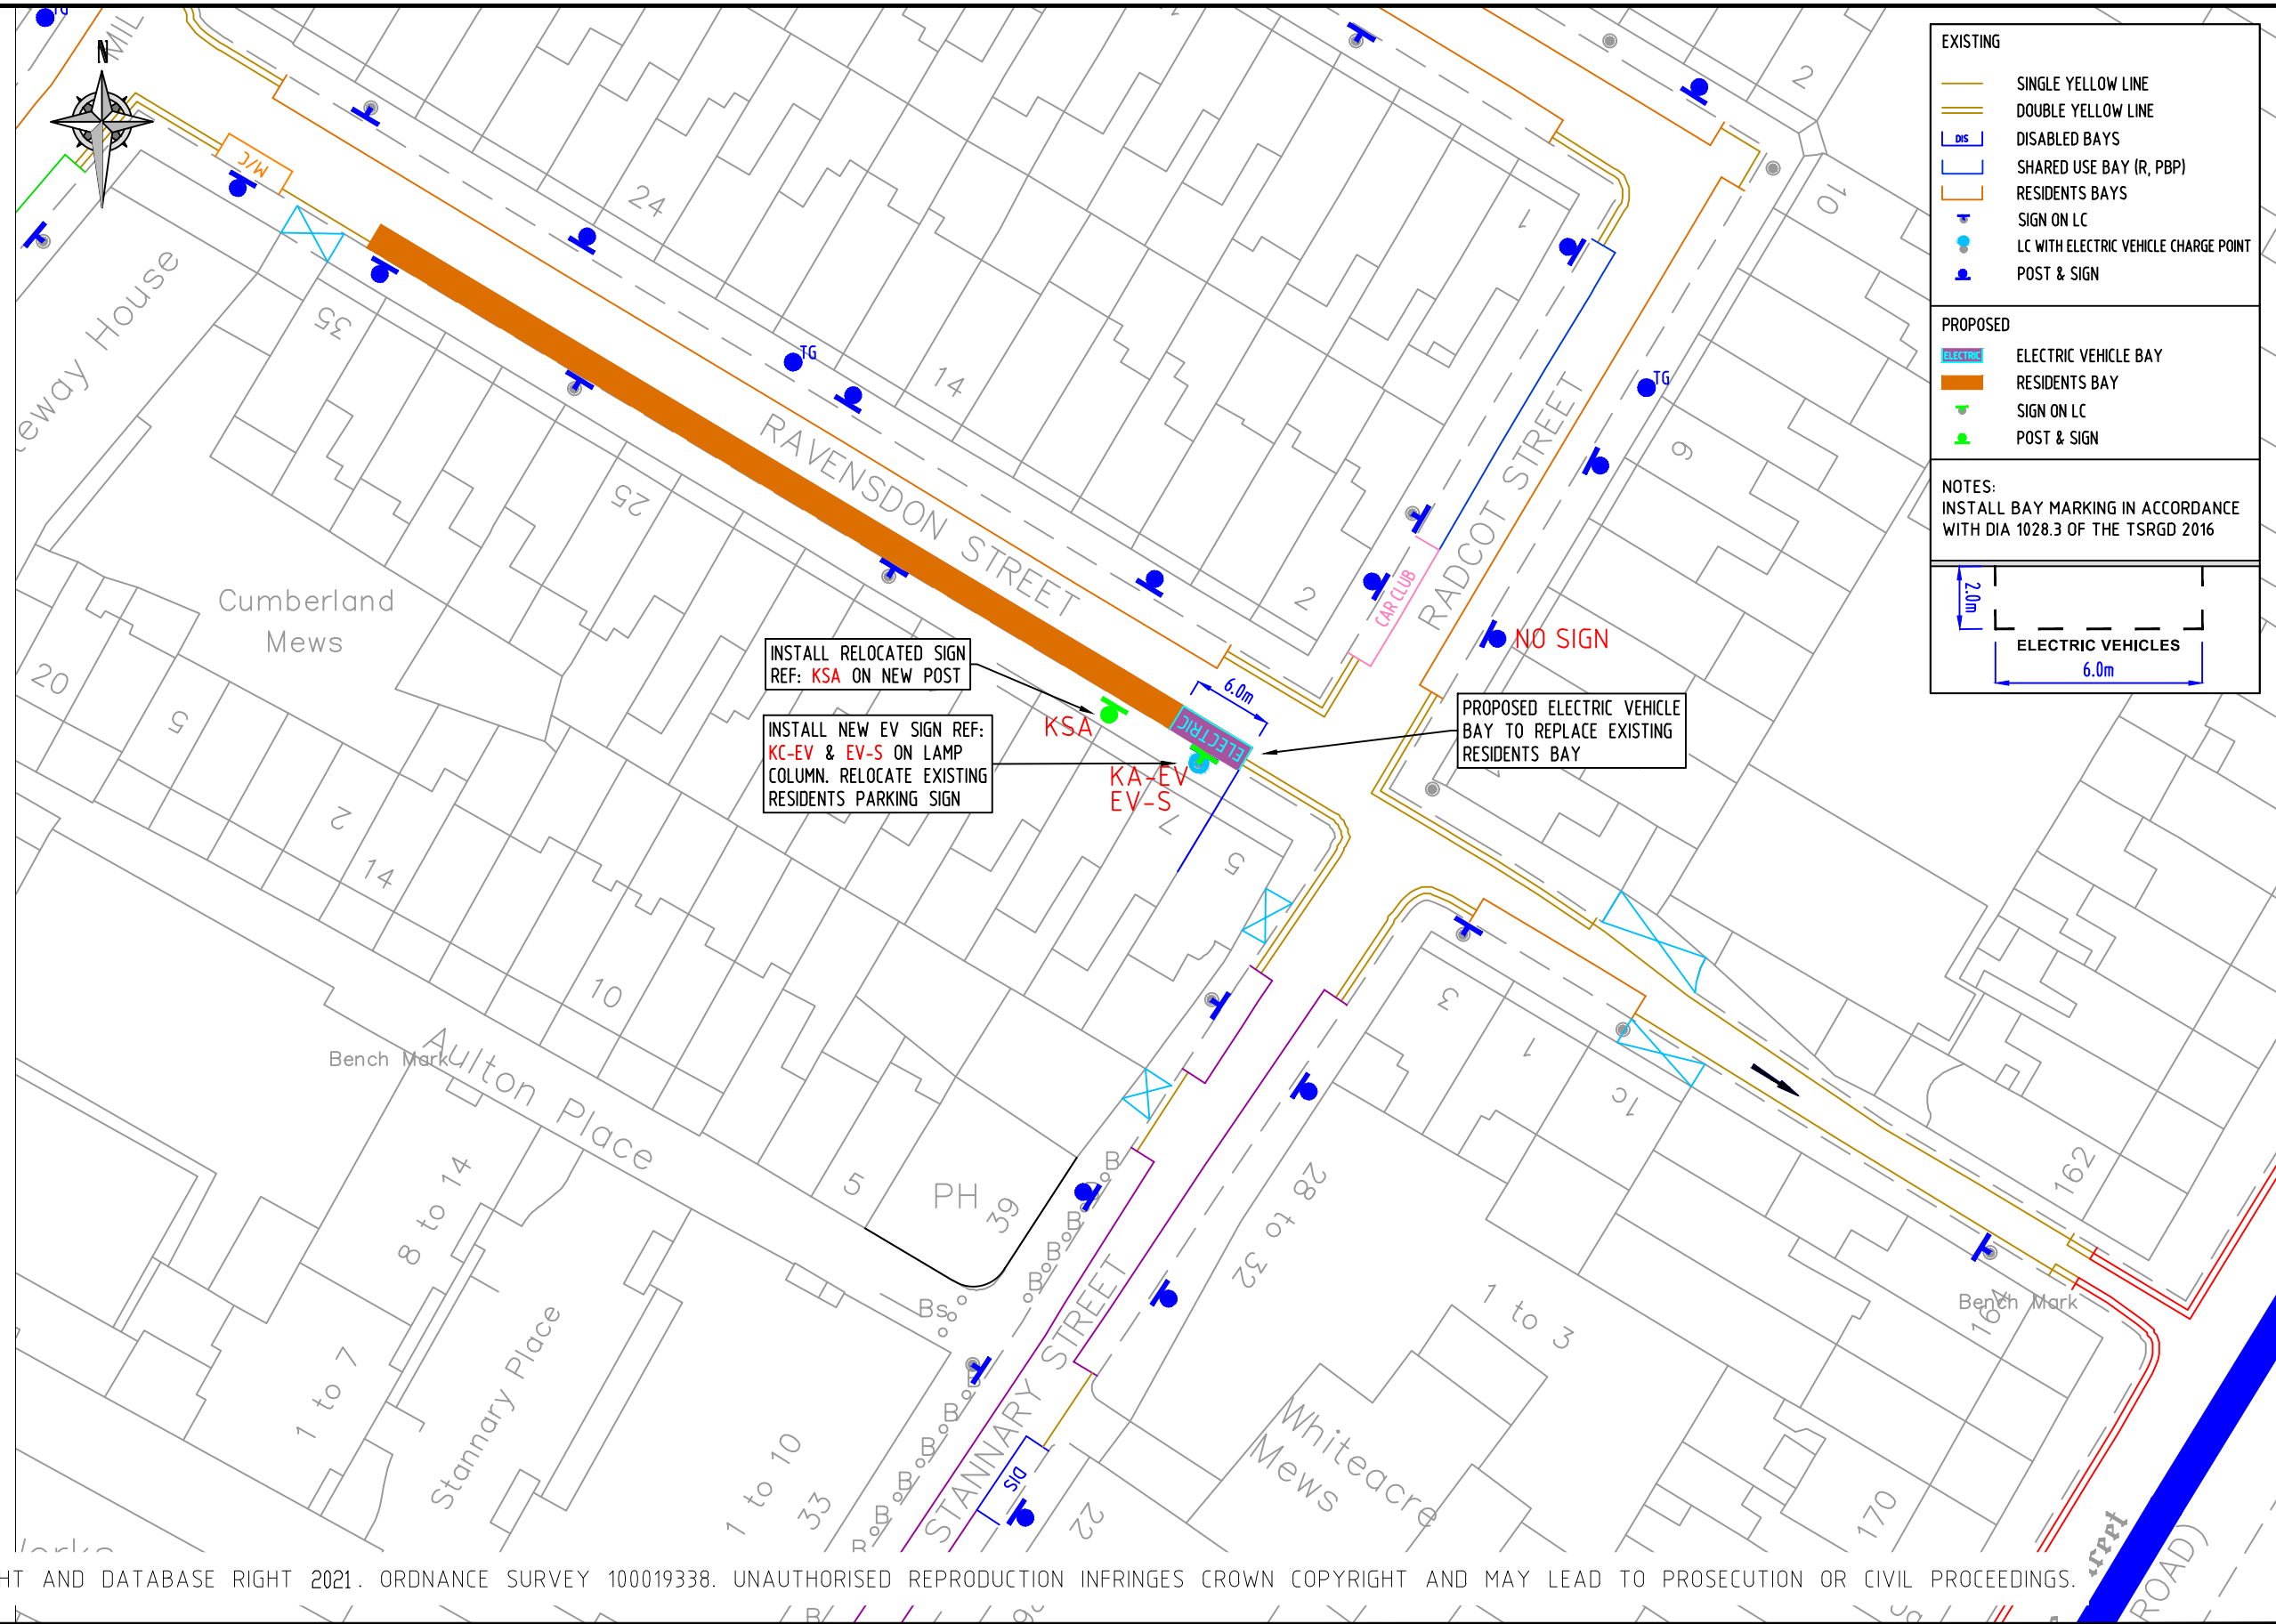 TG
MIL
N
M/C
24
35
TG
14
RAVENSDON STREET
25
2
2
10
1
1
TG
9
RADCOT STREET
CAR CLUB
NO SIGN
Cumberland
Mews
20
5
2
14
10
INSTALL RELOCATED SIGN
REF: KSA ON NEW POST
KSA
INSTALL NEW EV SIGN REF:
KC-EV & EV-S ON LAMP
COLUMN. RELOCATE EXISTING
RESIDENTS PARKING SIGN
KA-EV
EV-S
6.0m
ELECTRIC
PROPOSED ELECTRIC VEHICLE
BAY TO REPLACE EXISTING
RESIDENTS BAY
7
5
3
1
1c
162
164
Bench Mark
Bench Mark
Aulton Place
5
PH
39
8 to 14
1 to 7
Stannary Place
1 to 10
33
Bs
B
B
B
B
B
B
B
B
B
B
B
B
B
STANNARY STREET
DIS
28 to 32
1 to 3
Whiteacre
Mews
22
170
ROAD)
EXISTING
SINGLE YELLOW LINE
DOUBLE YELLOW LINE
DIS DISABLED BAYS
SHARED USE BAY (R, PBP)
RESIDENTS BAYS
SIGN ON LC
LC WITH ELECTRIC VEHICLE CHARGE POINT
POST & SIGN
PROPOSED
ELECTRIC ELECTRIC VEHICLE BAY
RESIDENTS BAY
SIGN ON LC
POST & SIGN
NOTES:
INSTALL BAY MARKING IN ACCORDANCE
WITH DIA 1028.3 OF THE TSRGD 2016
2.0m
ELECTRIC VEHICLES
6.0m
HT AND DATABASE RIGHT 2021. ORDNANCE SURVEY 100019338. UNAUTHORISED REPRODUCTION INFRINGES CROWN COPYRIGHT AND MAY LEAD TO PROSECUTION OR CIVIL PROCEEDINGS.